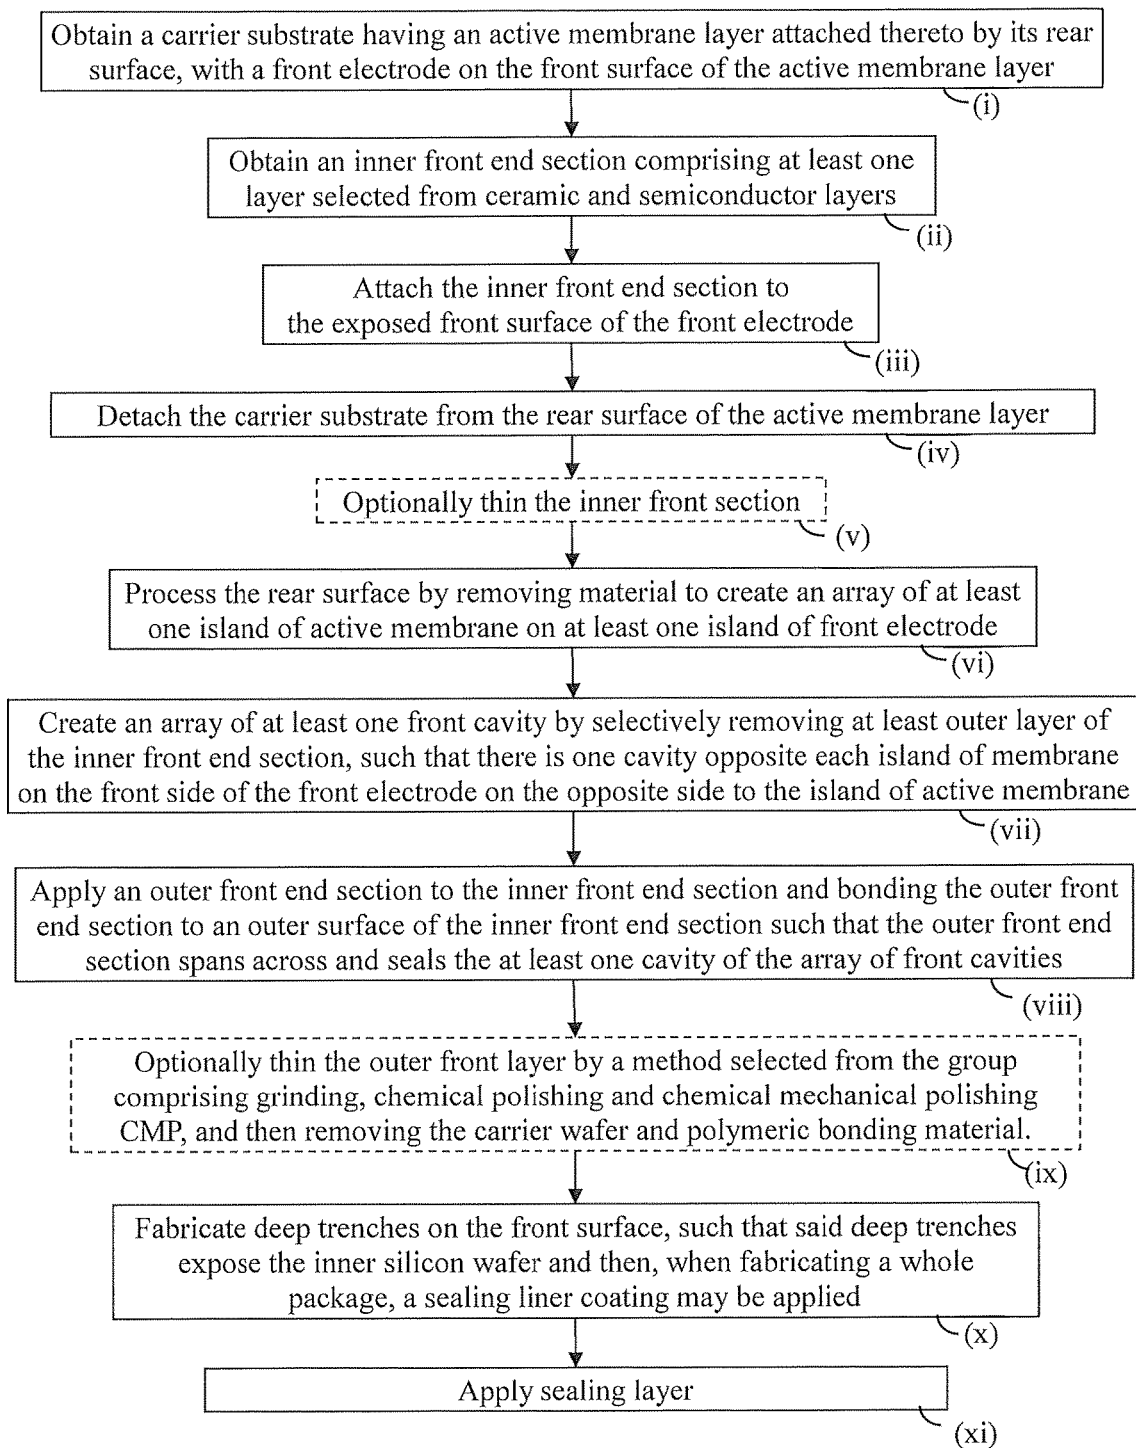 Obtain a carrier substrate having an active membrane layer attached thereto by its rear
surface, with a front electrode on the front surface of the active membrane layer
(i)
Obtain an inner front end section comprising at least one
layer selected from ceramic and semiconductor layers
(ii)
Attach the inner front end section to
the exposed front surface of the front electrode
(iii)
Detach the carrier substrate from the rear surface of the active membrane layer
(iv)
Optionally thin the inner front section
(v)
Process the rear surface by removing material to create an array of at least
one island of active membrane on at least one island of front electrode
(vi)
Create an array of at least one front cavity by selectively removing at least outer layer of
the inner front end section, such that there is one cavity opposite each island of membrane
on the front side of the front electrode on the opposite side to the island of active membrane
(vii)
Apply an outer front end section to the inner front end section and bonding the outer front
end section to an outer surface of the inner front end section such that the outer front end
section spans across and seals the at least one cavity of the array of front cavities
(viii)
Optionally thin the outer front layer by a method selected from the group
comprising grinding, chemical polishing and chemical mechanical polishing
CMP, and then removing the carrier wafer and polymeric bonding material.
(ix)
Fabricate deep trenches on the front surface, such that said deep trenches
expose the inner silicon wafer and then, when fabricating a whole
package, a sealing liner coating may be applied
(x)
Apply sealing layer
(xi)